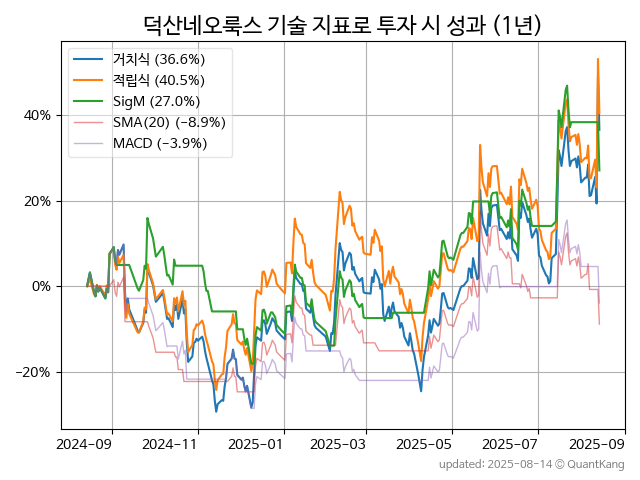 덕산네오룩스 기술 지표로 투자 시 성과 (1년)
거치식 (36.6%)
적립식 (40.5%)
SigM (27.0%)
SMA(20) (−8.9%)
MACD (−3.9%)
40%
20%
0%
−20%
2024-09
2024-11
2025-01
2025-03
2025-05
2025-07
2025-09
updated: 2025-08-14 © QuantKang